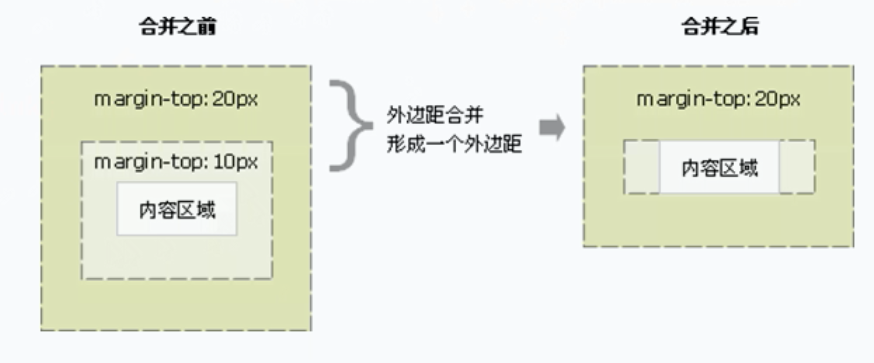 合并之前
合并之后
margin-top: 20px
margin-top: 10px
内容区域
外边距合并
形成一个外边距
margin-top: 20px
内容区域